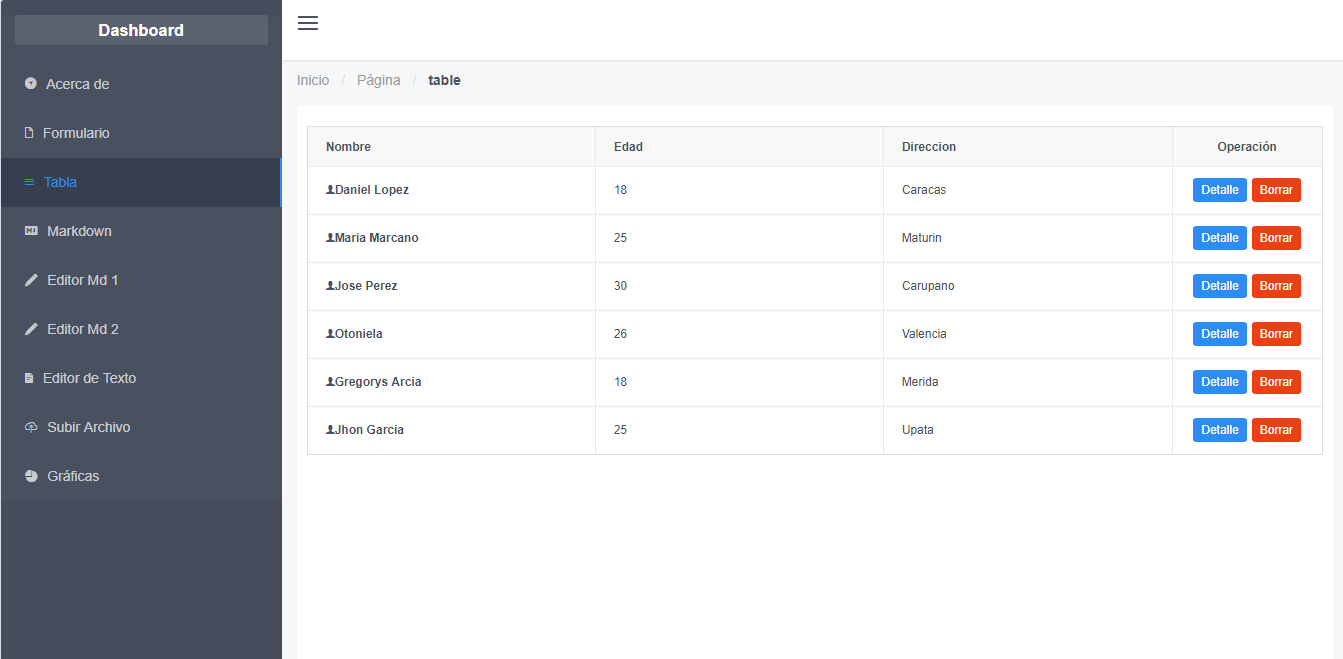 Dashboard
Acerca de
Formulario
Tabla
Markdown
Editor Md 1
Editor Md 2
Editor de Texto
Subir Archivo
Gráficas
Inicio / Página / table
Nombre Edad Direccion Operación
Daniel Lopez 18 Caracas Detalle Borrar
Maria Marcano 25 Maturin Detalle Borrar
Jose Perez 30 Carupano Detalle Borrar
Otoniela 26 Valencia Detalle Borrar
Gregorys Arcia 18 Merida Detalle Borrar
Jhon Garcia 25 Upata Detalle Borrar